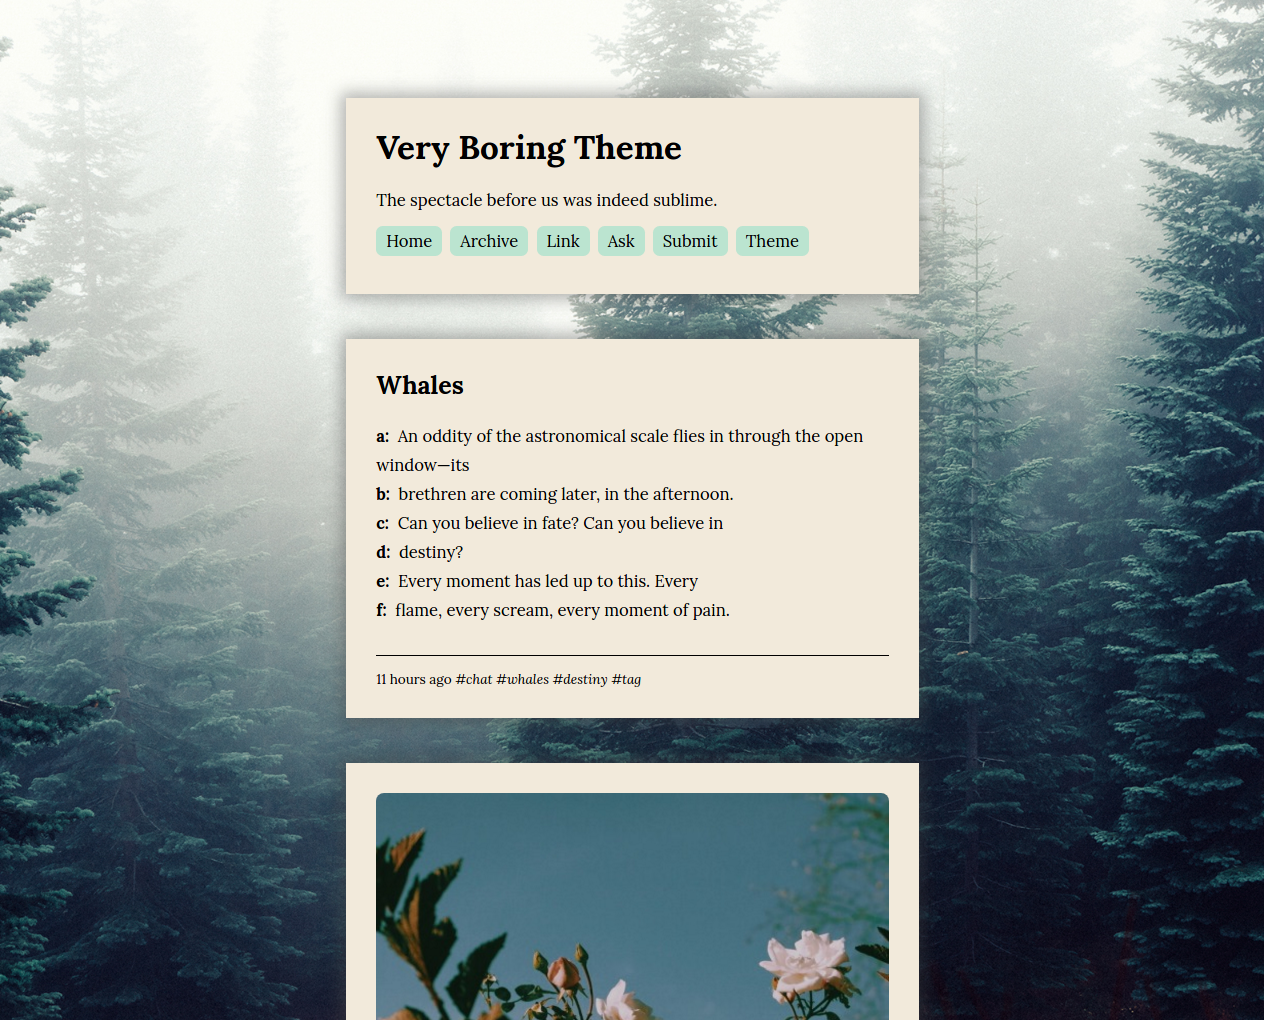 Very Boring Theme
The spectacle before us was indeed sublime.
Home Archive Link Ask Submit Theme
Whales
a: An oddity of the astronomical scale flies in through the open
window—its
b: brethren are coming later, in the afternoon.
c: Can you believe in fate? Can you believe in
d: destiny?
e: Every moment has led up to this. Every
f: flame, every scream, every moment of pain.
11 hours ago #chat #whales #destiny #tag